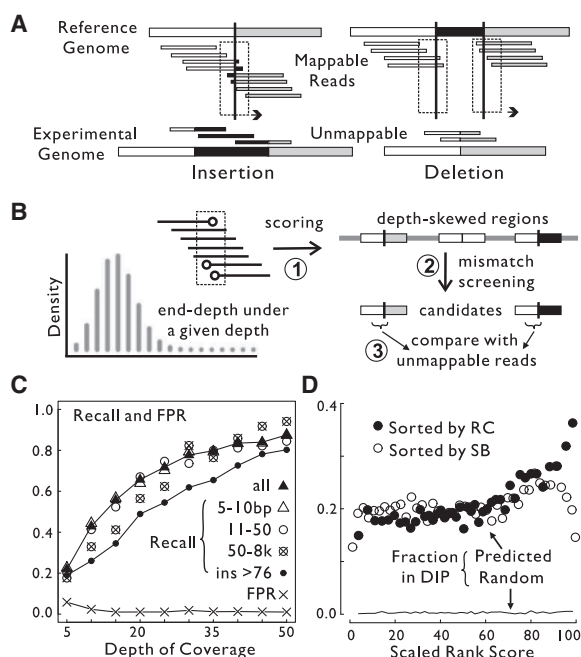 A
Reference
Genome
Mappable
Reads
Experimental
Genome
Unmappable
Insertion
Deletion
B
scoring
1
depth-skewed regions
2
mismatch
screening
Density
end-depth under
a given depth
candidates
3
compare with
unmappable reads
C
Recall and FPR
1.0
0.8
0.6
0.4
0.2
0.0
all
5-10bp
11-50
50-8k
ins >76
Recall
FPR
5
20
35
50
Depth of Coverage
D
0.4
0.2
0
Sorted by RC
Sorted by SB
Fraction
in DIP
Predicted
Random
0
20
40
60
80
100
Scaled Rank Score